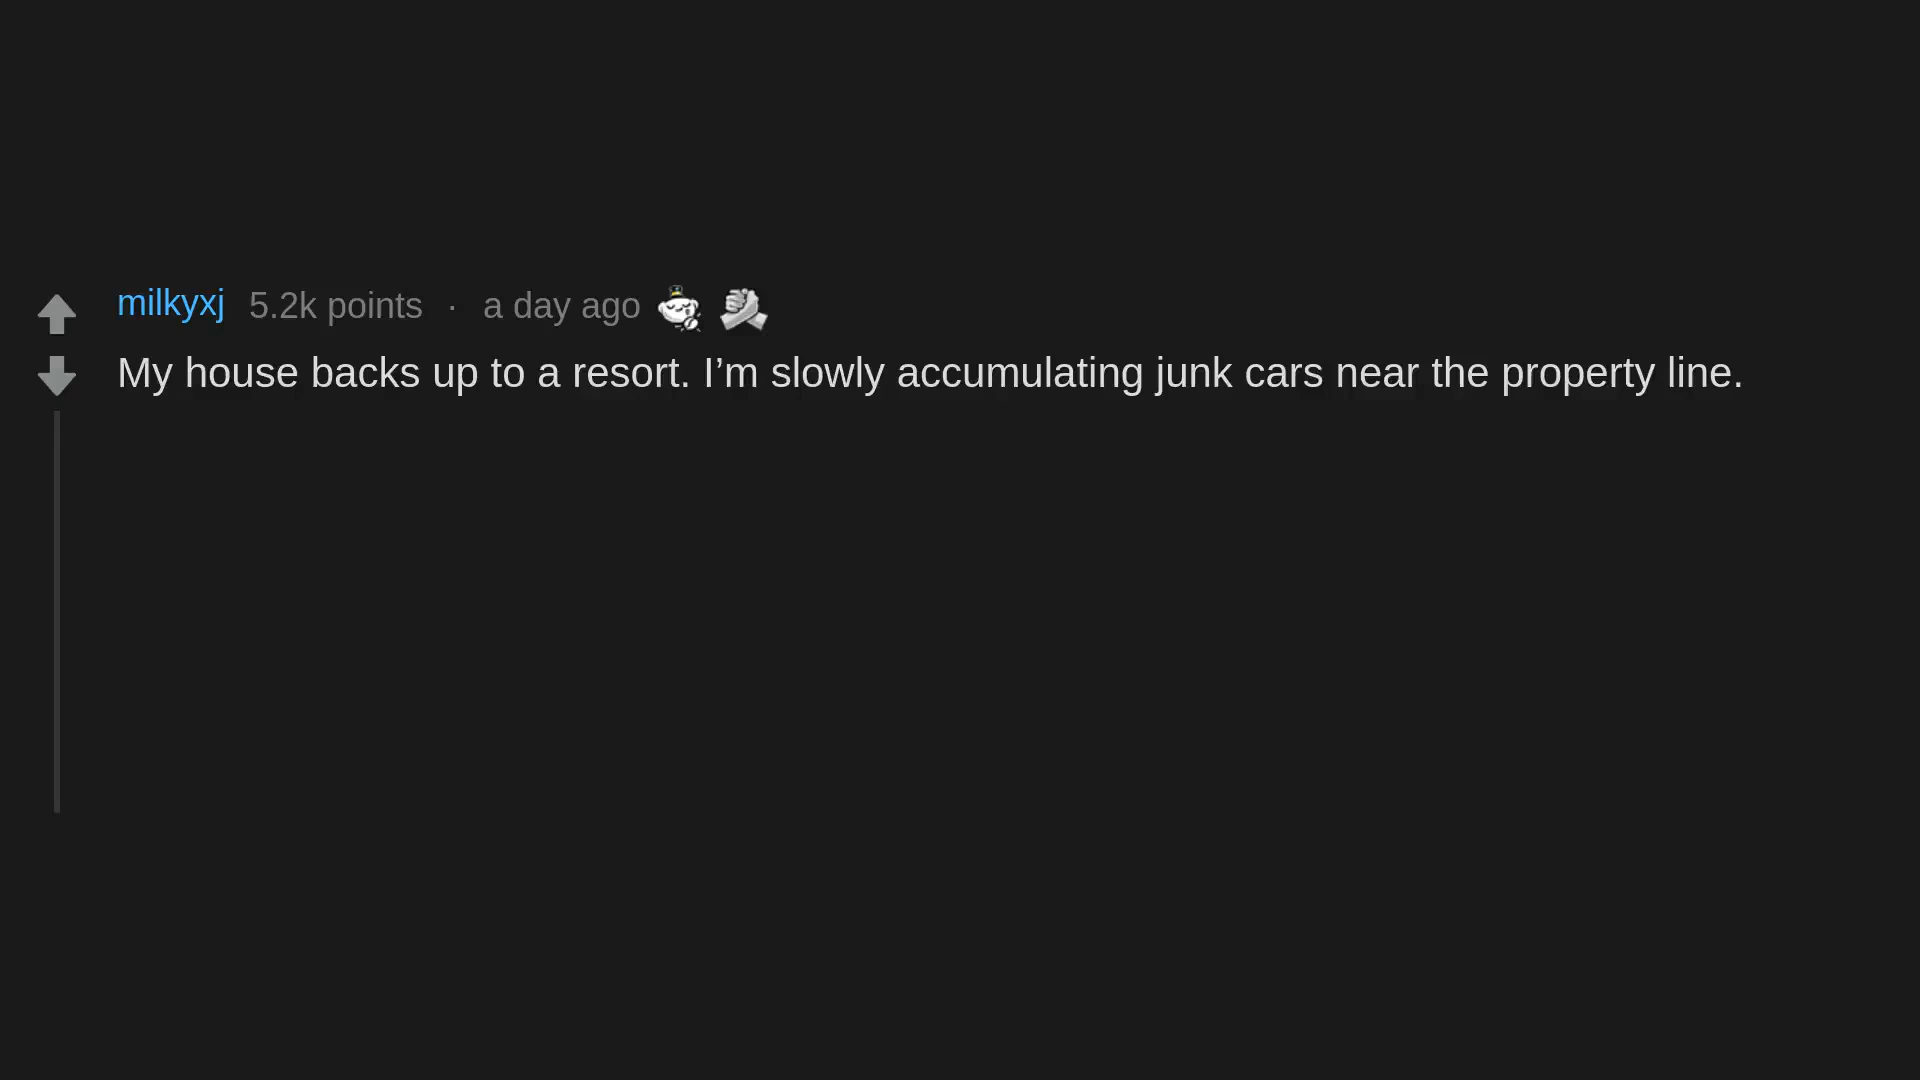 milkyxj 5.2k points · a day ago
My house backs up to a resort. I’m slowly accumulating junk cars near the property line.